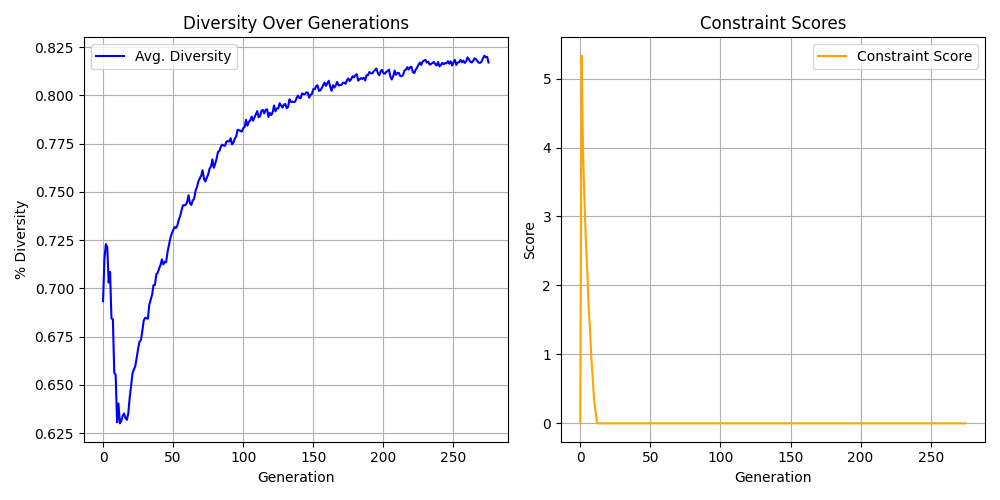 Diversity Over Generations
Avg. Diversity
% Diversity
0.825
0.800
0.775
0.750
0.725
0.700
0.675
0.650
0.625
0 50 100 150 200 250
Generation
Constraint Scores
Constraint Score
Score
5
4
3
2
1
0
0 50 100 150 200 250
Generation